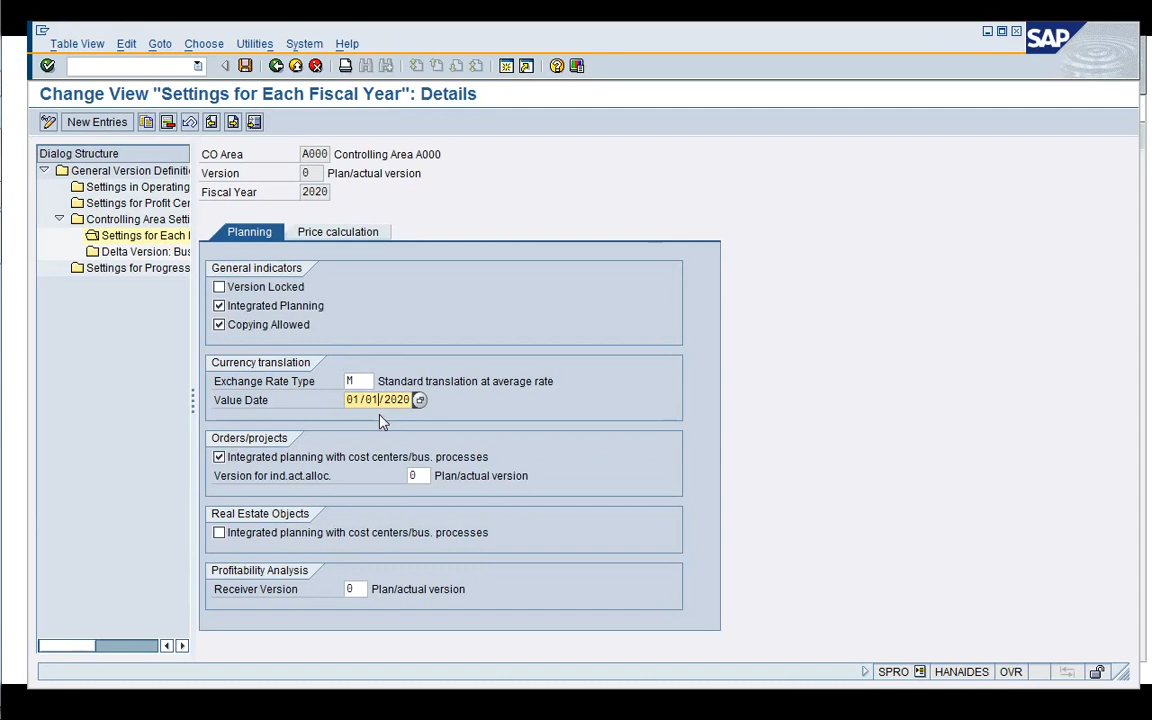 Table View Edit Goto Choose Utilities System Help
SAP
Change View "Settings for Each Fiscal Year": Details
New Entries
Dialog Structure
General Version Definiti
Settings in Operating
Settings for Profit Cer
Controlling Area Setti
Settings for Each
Delta Version: Bus
Settings for Progress
CO Area A000 Controlling Area A000
Version 0 Plan/actual version
Fiscal Year 2020
Planning Price calculation
General indicators
Version Locked
Integrated Planning
Copying Allowed
Currency translation
Exchange Rate Type M Standard translation at average rate
Value Date 01/01/2020
Orders/projects
Integrated planning with cost centers/bus. processes
Version for ind.act.alloc. 0 Plan/actual version
Real Estate Objects
Integrated planning with cost centers/bus. processes
Profitability Analysis
Receiver Version 0 Plan/actual version
SPRO HANAIDES OVR